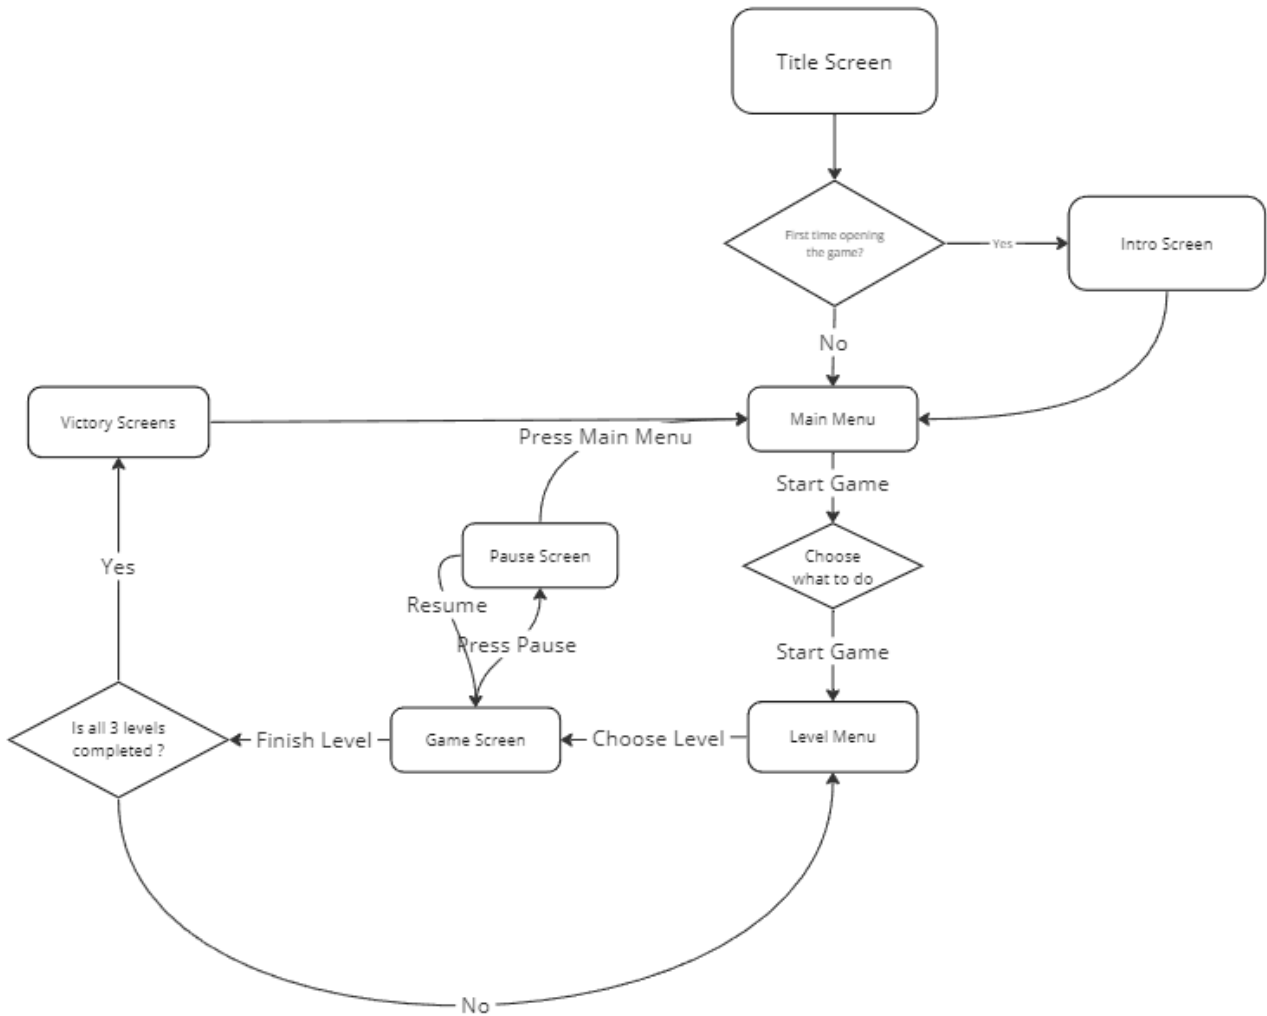 Title Screen
First time opening
the game?
Yes
Intro Screen
No
Victory Screens
Main Menu
Press Main Menu
Start Game
Pause Screen
Choose
what to do
Yes
Resume
Press Pause
Start Game
Is all 3 levels
completed ?
Finish Level
Game Screen
Choose Level
Level Menu
No